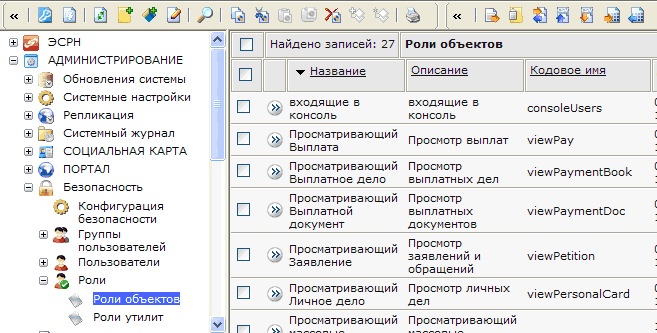 ЭСРН
АДМИНИСТРИРОВАНИЕ
Обновления системы
Системные настройки
Репликация
Системный журнал
СОЦИАЛЬНАЯ КАРТА
ПОРТАЛ
Безопасность
Конфигурация
безопасности
Группы
пользователей
Пользователи
Роли
Роли объектов
Роли утилит
Найдено записей: 27 Роли объектов
Название Описание Кодовое имя
входящие в
консоль
входящие в
консоль
consoleUsers
Просматривающий
Выплата
Просмотр выплат
viewPay
Просматривающий
Выплатное дело
Просмотр
выплатных дел
viewPaymentBook
Просматривающий
Выплатной
документ
Просмотр
выплатных
документов
viewPaymentDoc
Просматривающий
Заявление
Просмотр
заявлений и
обращений
viewPetition
Просматривающий
Личное дело
Просмотр личных
дел
viewPersonalCard
Просматривающий
Просматривающий